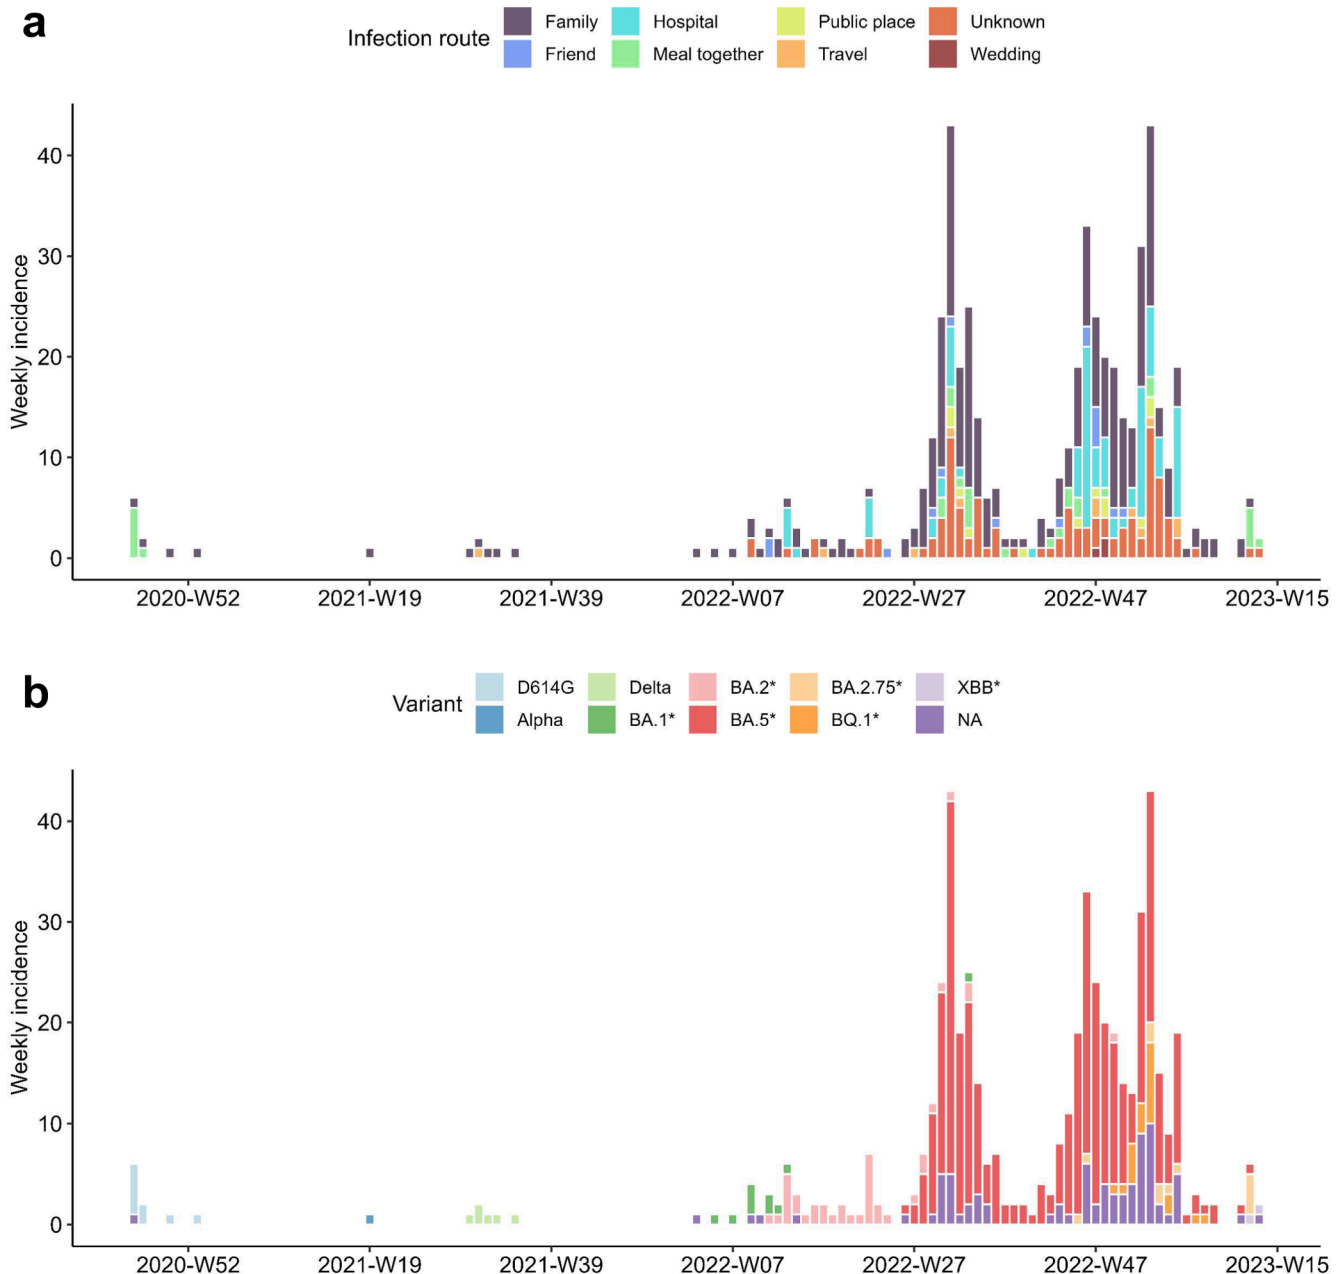 a
Infection route
Family Hospital Public place Unknown
Friend Meal together Travel Wedding
Weekly incidence
40
30
20
10
0
2020-W52 2021-W19 2021-W39 2022-W07 2022-W27 2022-W47 2023-W15
b
Variant
D614G Delta BA.2* BA.2.75* XBB*
Alpha BA.1* BA.5* BQ.1* NA
Weekly incidence
40
30
20
10
0
2020-W52 2021-W19 2021-W39 2022-W07 2022-W27 2022-W47 2023-W15